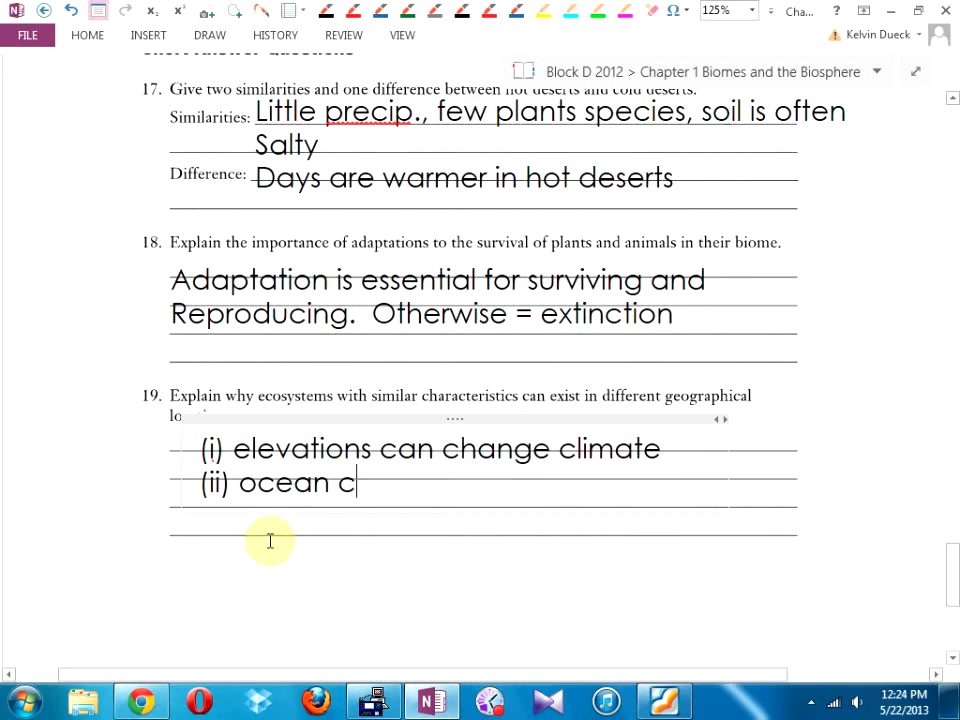 125%
Cha...
FILE
HOME
INSERT
DRAW
HISTORY
REVIEW
VIEW
Kelvin Dueck
Block D 2012 > Chapter 1 Biomes and the Biosphere
17. Give two similarities and one difference between hot deserts and cold deserts.
Similarities: Little precip., few plants species, soil is often
Salty
Difference: Days are warmer in hot deserts
18. Explain the importance of adaptations to the survival of plants and animals in their biome.
Adaptation is essential for surviving and
Reproducing. Otherwise = extinction
19. Explain why ecosystems with similar characteristics can exist in different geographical
(i) elevations can change climate
(ii) ocean c
12:24 PM
5/22/2013